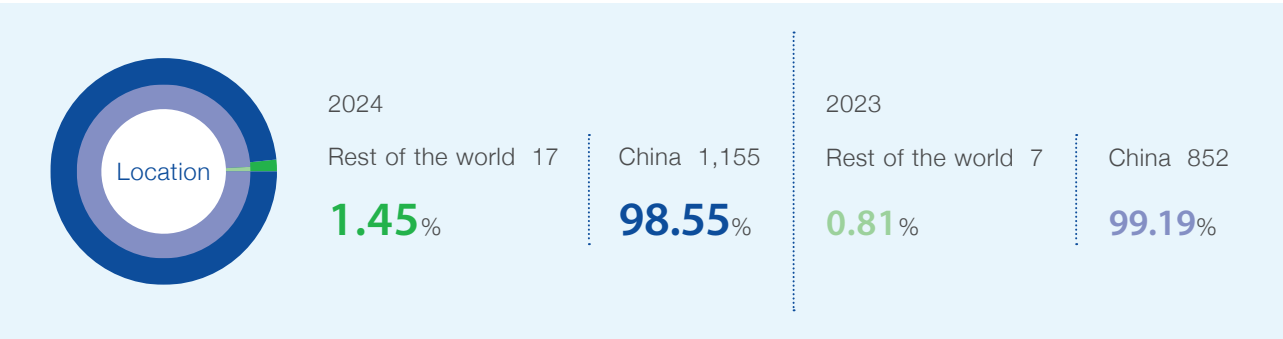 Location
2024
Rest of the world 17
1.45%
China 1,155
98.55%
2023
Rest of the world 7
0.81%
China 852
99.19%